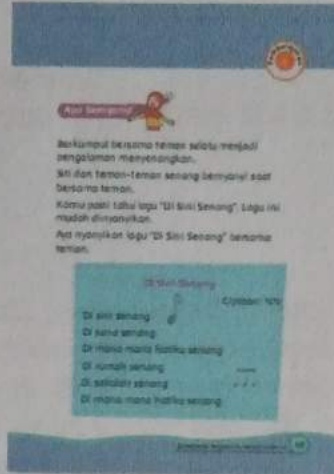 Ayo Bernyanyi
Berkumpul bersama teman selalu menjadi
pengalaman menyenangkan.
Siti dan teman-teman senang bernyanyi saat
bersama teman.
Kamu pasti tahu lagu "Di Sini Senang". Lagu ini
mudah dinyanyikan.
Ayo nyanyikan lagu "Di Sini Senang" bersama
teman.
Di Sini Senang
Ciptaan: NN
Di sini senang
Di sana senang
Di mana-mana hatiku senang
Di rumah senang
Di sekolah senang
Di mana-mana hatiku senang